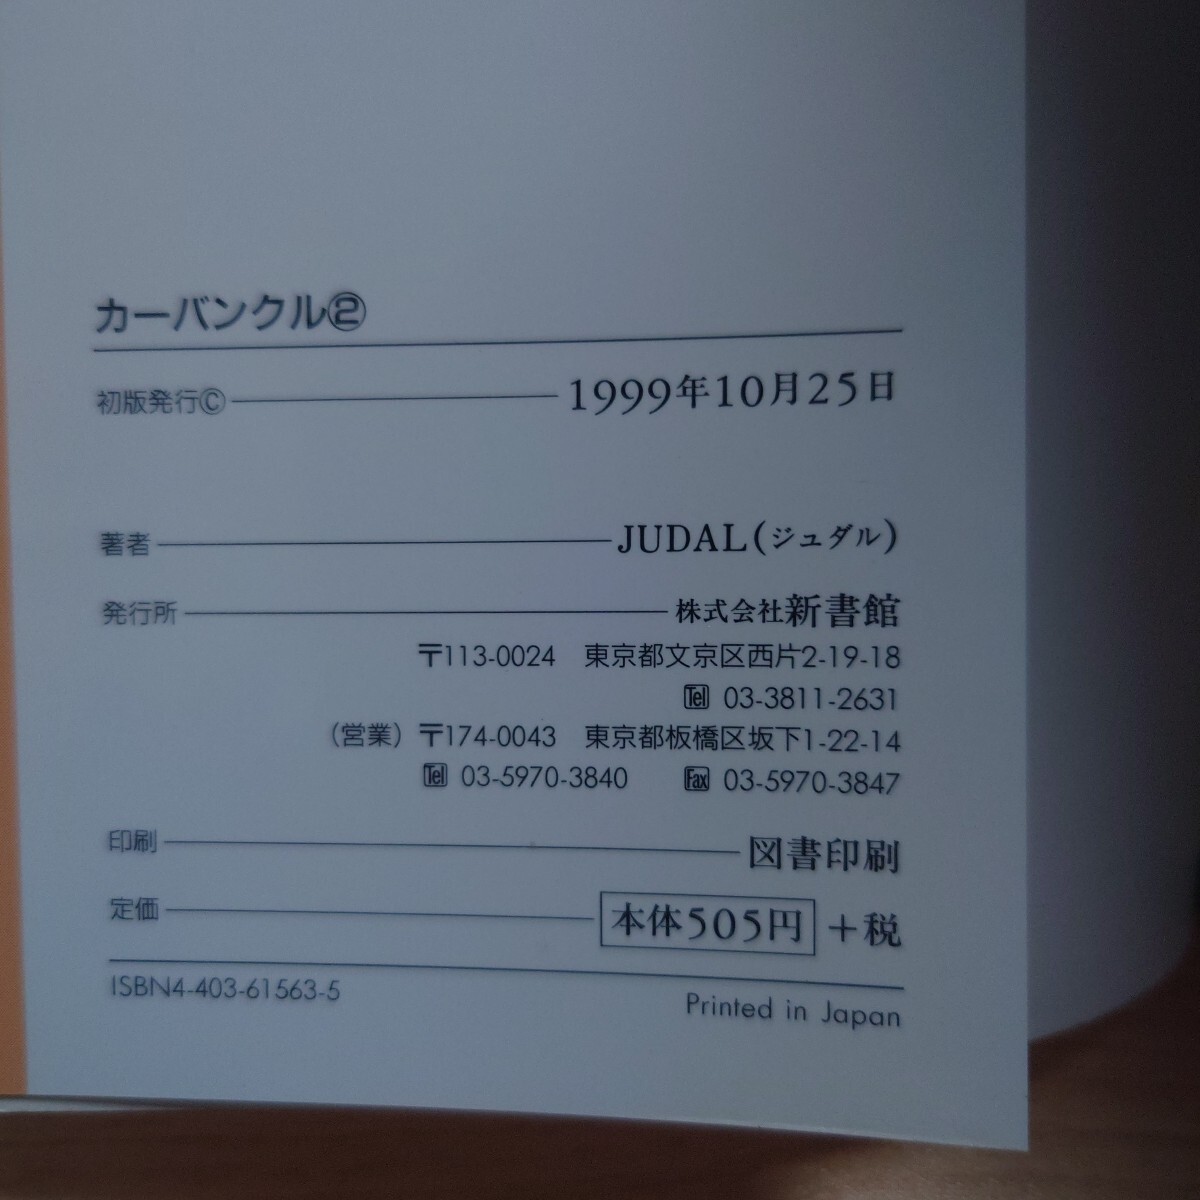 カーバンクル②
初版発行Ⓒ 1999年10月25日
著者 JUDAL(ジュダル)
発行所 株式会社新書館
〒113-0024 東京都文京区西片2-19-18
Tel 03-3811-2631
(営業) 〒174-0043 東京都板橋区坂下1-22-14
Tel 03-5970-3840 Fax 03-5970-3847
印刷 図書印刷
定価 本体505円+税
ISBN4-403-61563-5
Printed in Japan